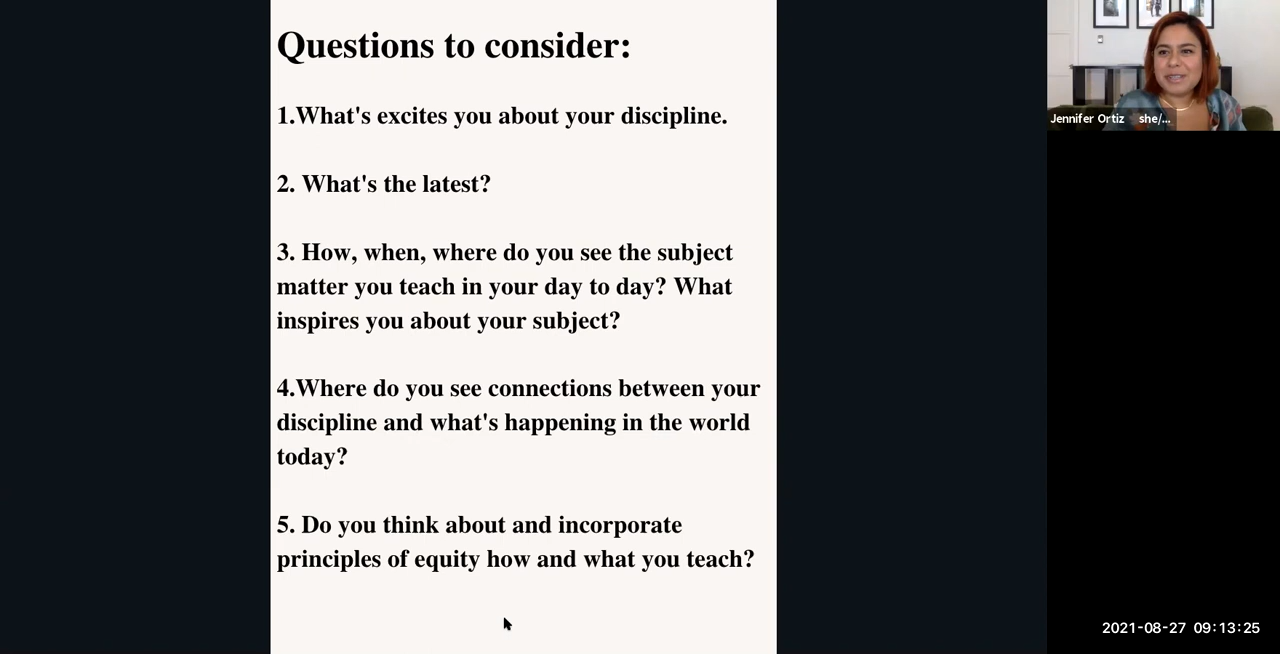 Questions to consider:
1.What's excites you about your discipline.
2. What's the latest?
3. How, when, where do you see the subject
matter you teach in your day to day? What
inspires you about your subject?
4.Where do you see connections between your
discipline and what's happening in the world
today?
5. Do you think about and incorporate
principles of equity how and what you teach?
Jennifer Ortiz she/...
2021-08-27 09:13:25